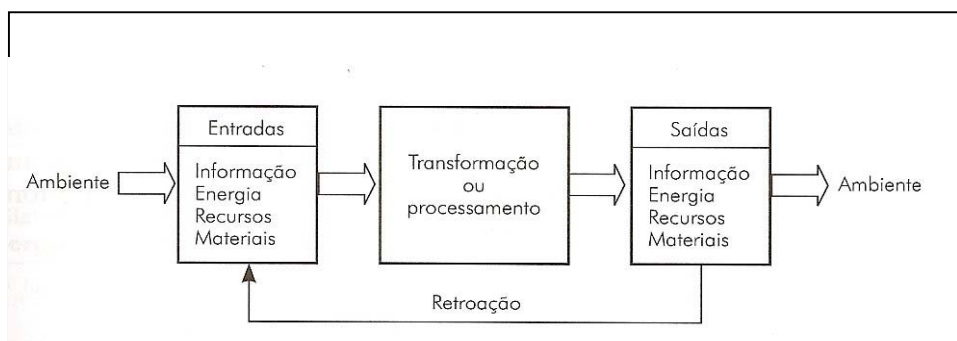 Ambiente
Entradas
Informação
Energia
Recursos
Materiais
Transformação
ou
processamento
Saídas
Informação
Energia
Recursos
Materiais
Ambiente
Retroação